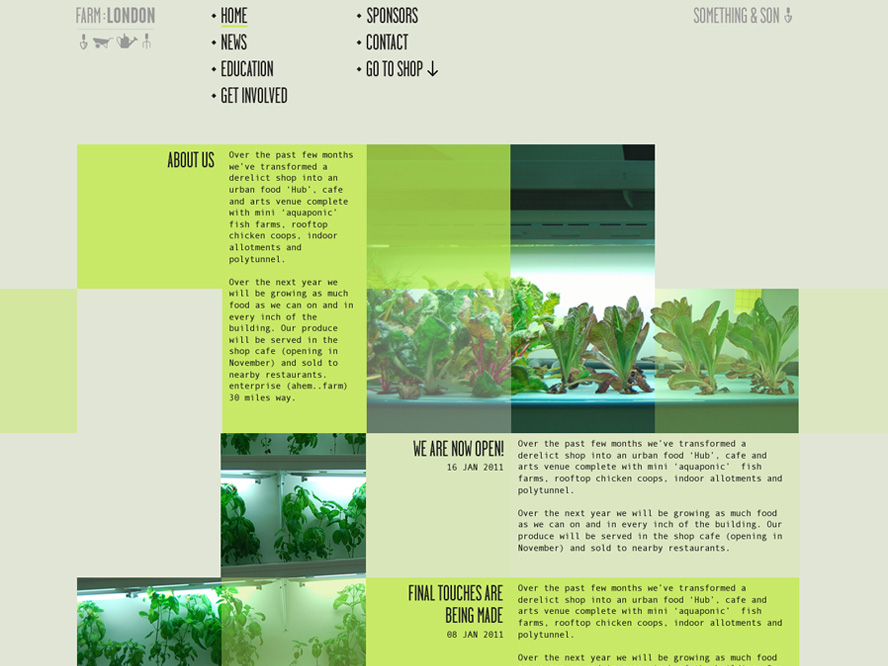 FARM:LONDON
HOME
NEWS
EDUCATION
GET INVOLVED
SPONSORS
CONTACT
GO TO SHOP ↓
SOMETHING & SON
ABOUT US
Over the past few months
we've transformed a
derelict shop into an
urban food 'Hub', cafe
and arts venue complete
with mini 'aquaponic'
fish farms, rooftop
chicken coops, indoor
allotments and
polytunnel.
Over the next year we
will be growing as much
food as we can on and in
every inch of the
building. Our produce
will be served in the
shop cafe (opening in
November) and sold to
nearby restaurants.
enterprise (ahem..farm)
30 miles way.
WE ARE NOW OPEN!
16 JAN 2011
Over the past few months we've transformed a
derelict shop into an urban food 'Hub', cafe and
arts venue complete with mini 'aquaponic' fish
farms, rooftop chicken coops, indoor allotments and
polytunnel.
Over the next year we will be growing as much food
as we can on and in every inch of the building. Our
produce will be served in the shop cafe (opening in
November) and sold to nearby restaurants.
FINAL TOUCHES ARE
BEING MADE
08 JAN 2011
Over the past few months we've transformed a
derelict shop into an urban food 'Hub', cafe and
arts venue complete with mini 'aquaponic' fish
farms, rooftop chicken coops, indoor allotments and
polytunnel.
Over the next year we will be growing as much food